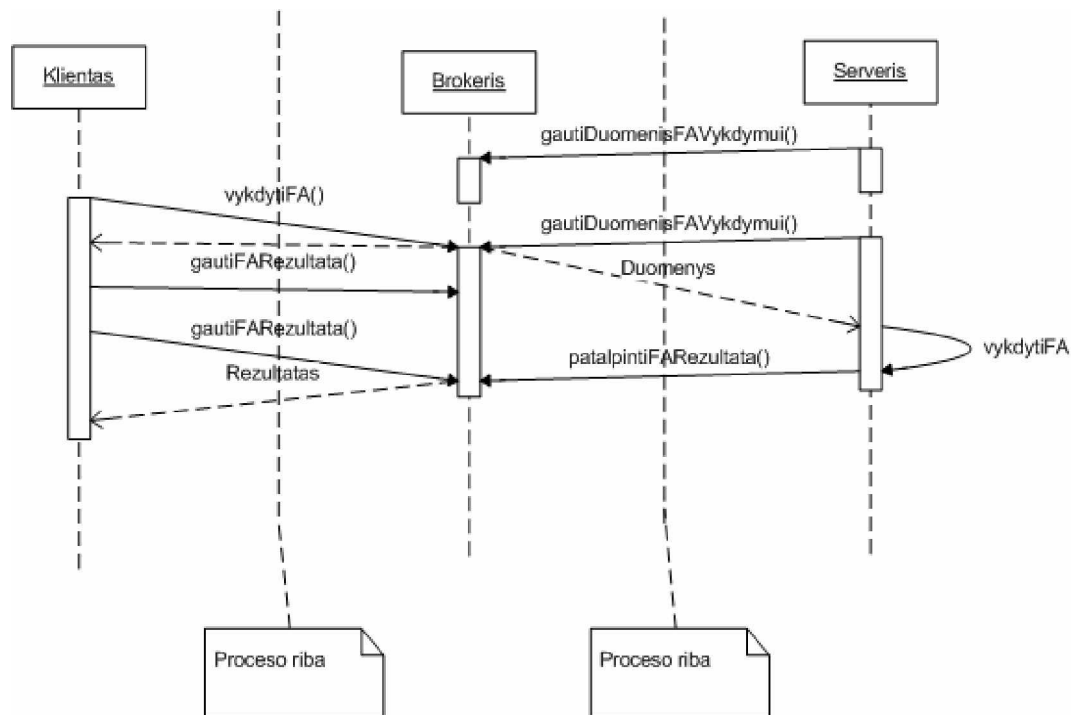 Klientas
Brokeris
Serveris
gautiDuomenisFAVykdymui()
vykdytiFA()
gautiDuomenisFAVykdymui()
gautiFARezultata()
Duomenys
gautiFARezultata()
vykdytiFA
patalpintiFARezultata()
Rezultatas
Proceso riba
Proceso riba